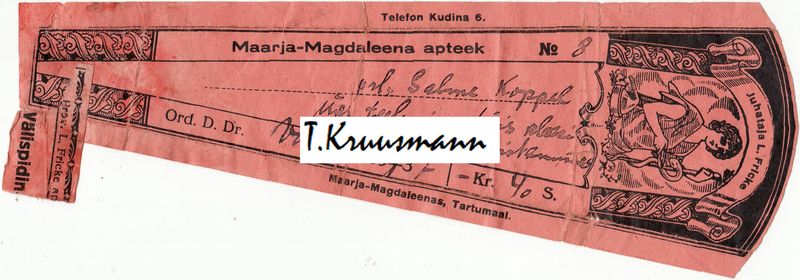 Telefon Kudina 6.
Maarja-Magdaleena apteek № 8
prl. Salme Koppel
Ord. D. Dr.
T.Kruusmann
= Kr. 40 S.
Maarja-Magdaleenas, Tartumaal.
Juhataja L. Fricke
Välispidin
Prov. L. Fricke ap